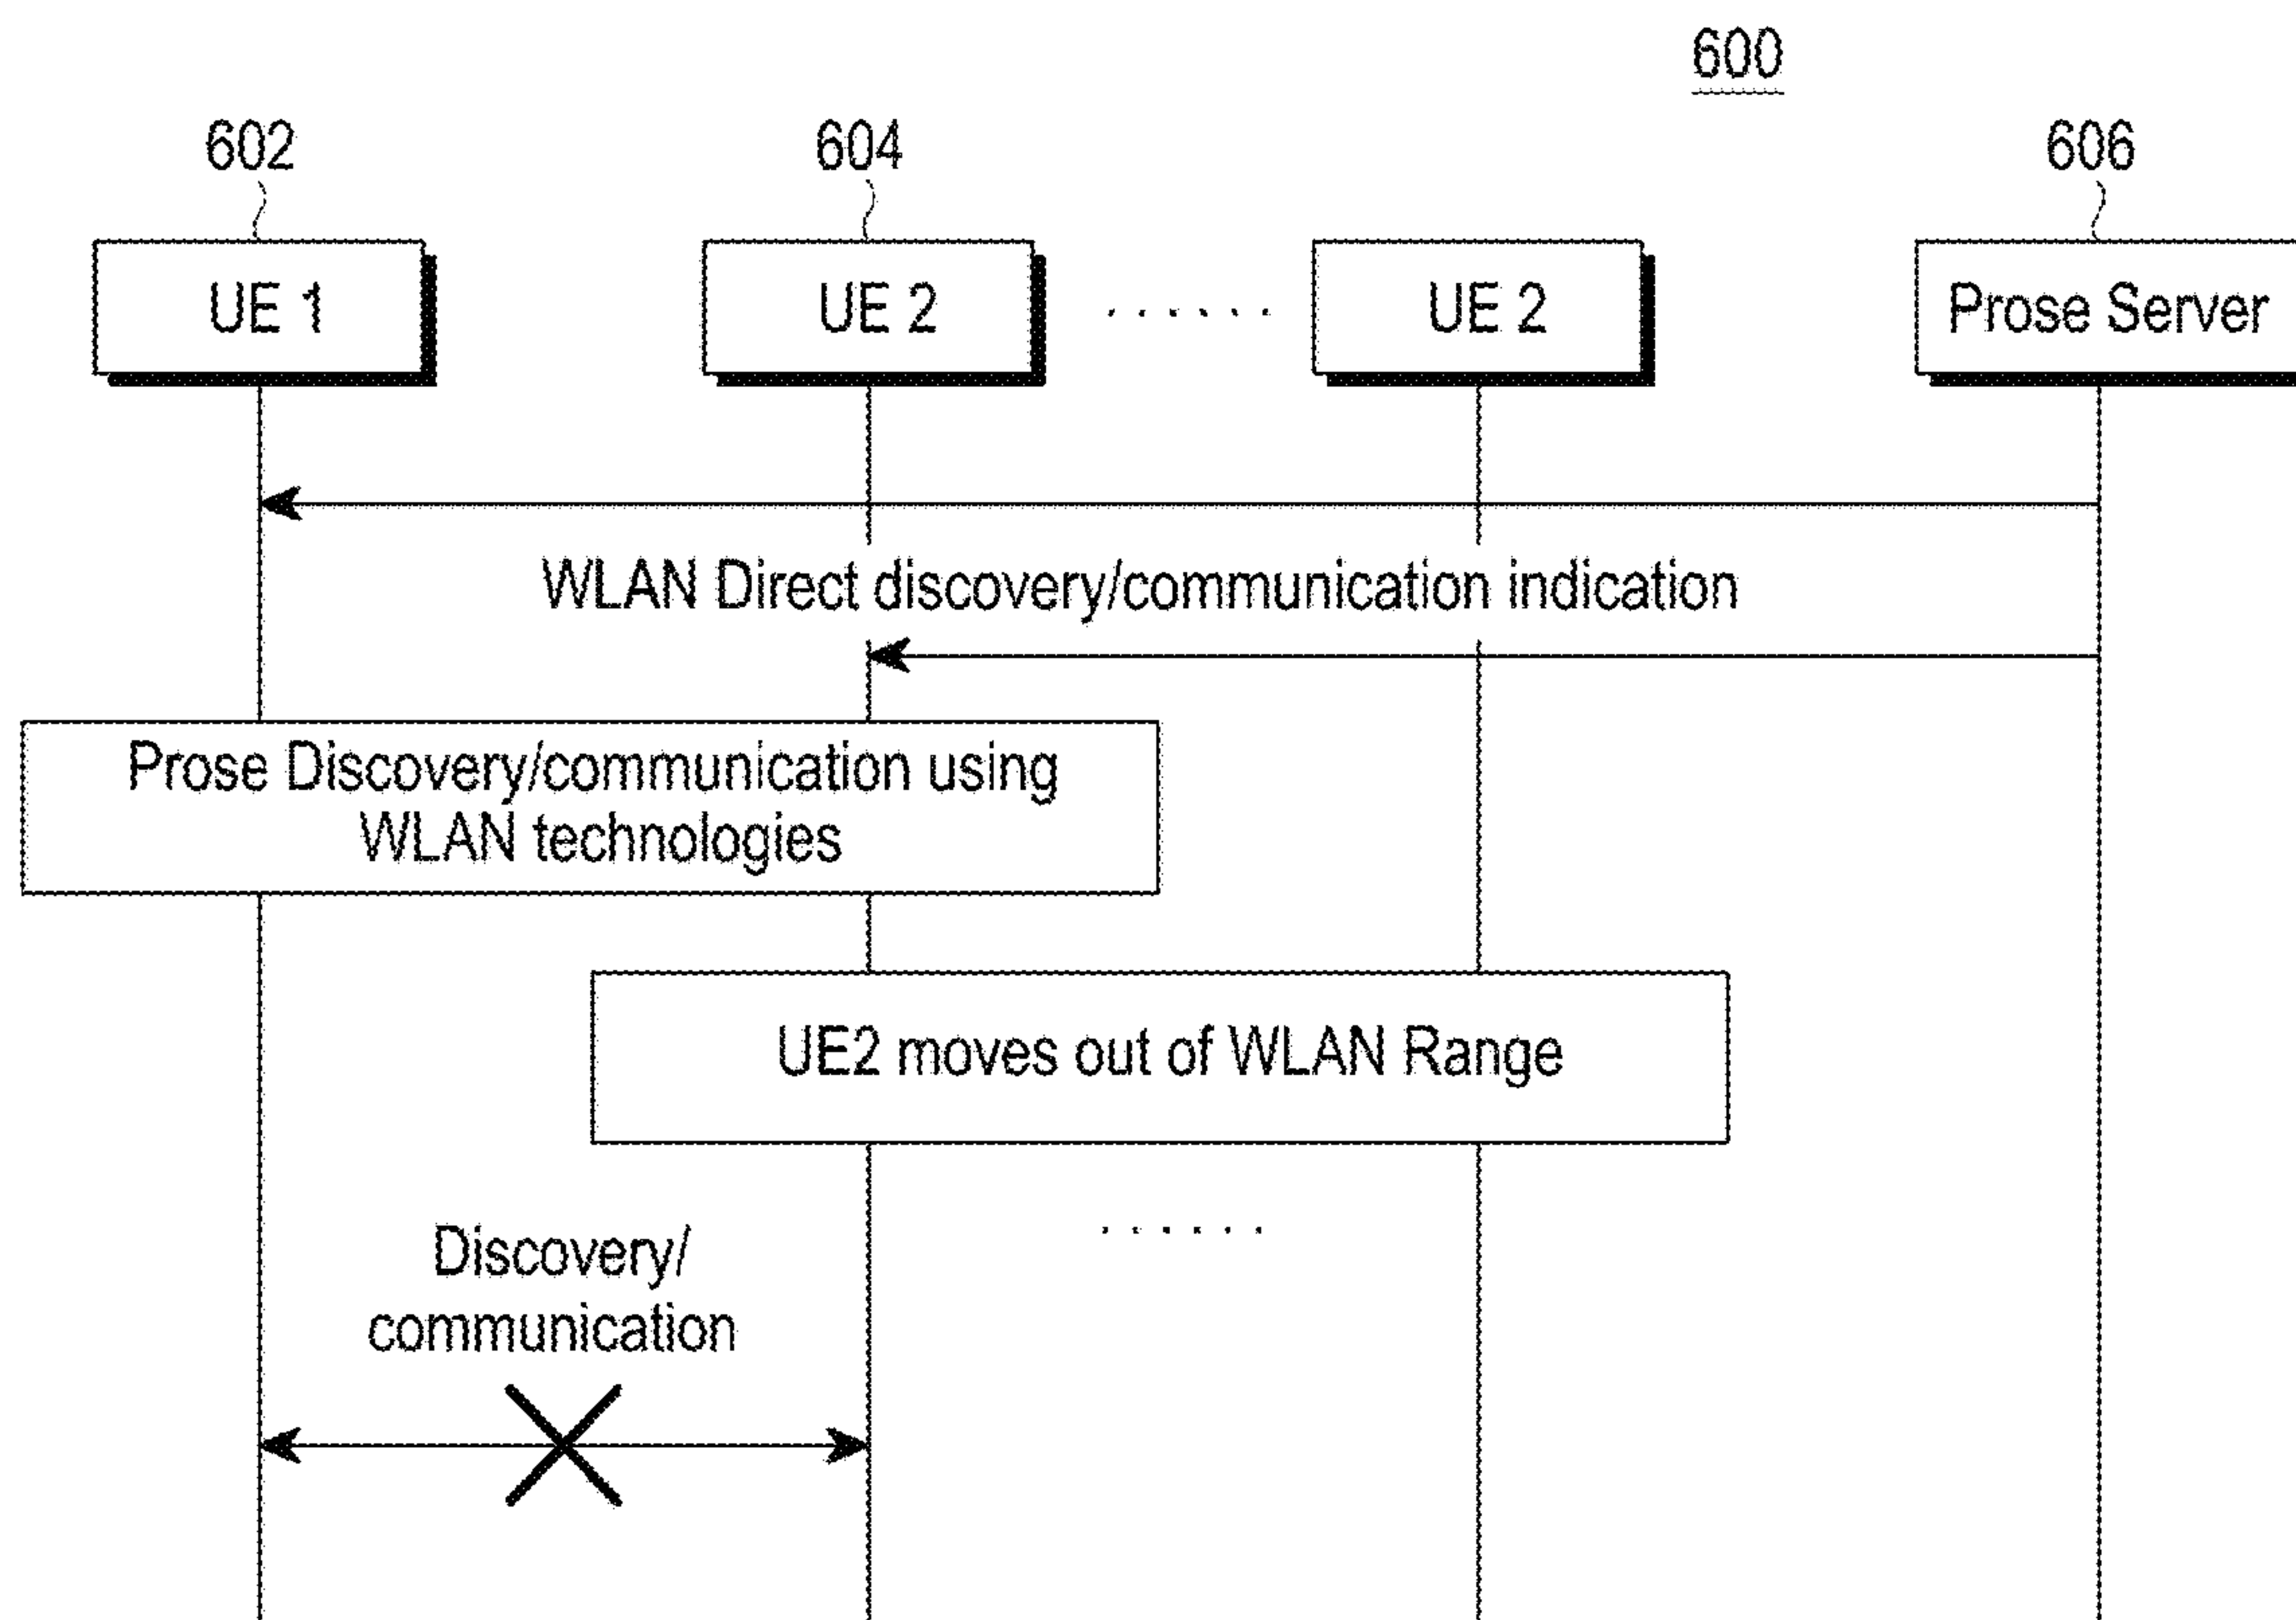 600
602
604
606
UE 1
UE 2
UE 2
Prose Server
WLAN Direct discovery/communication indication
Prose Discovery/communication using
WLAN technologies
UE2 moves out of WLAN Range
Discovery/
communication